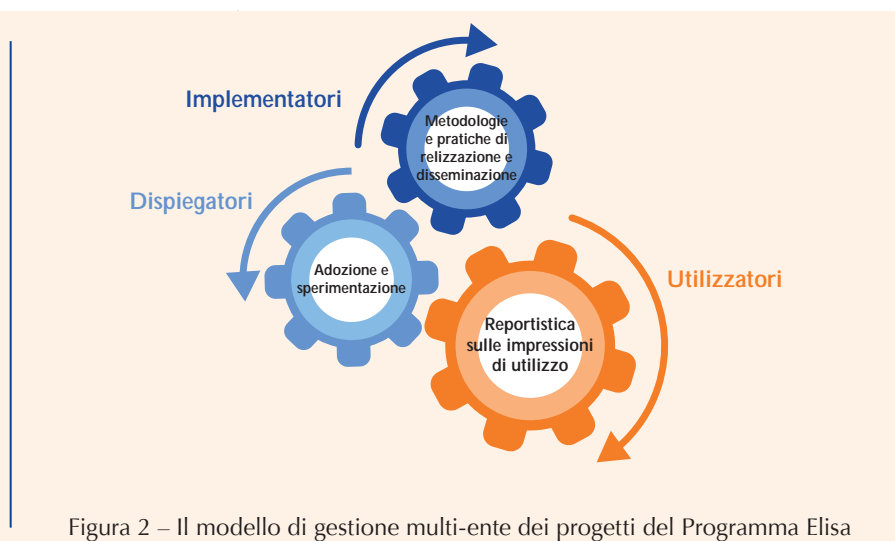 Implementatori
Metodologie
e pratiche di
relizzazione e
disseminazione
Dispiegatori
Adozione e
sperimentazione
Utilizzatori
Reportistica
sulle impressioni
di utilizzo
Figura 2 – Il modello di gestione multi-ente dei progetti del Programma Elisa